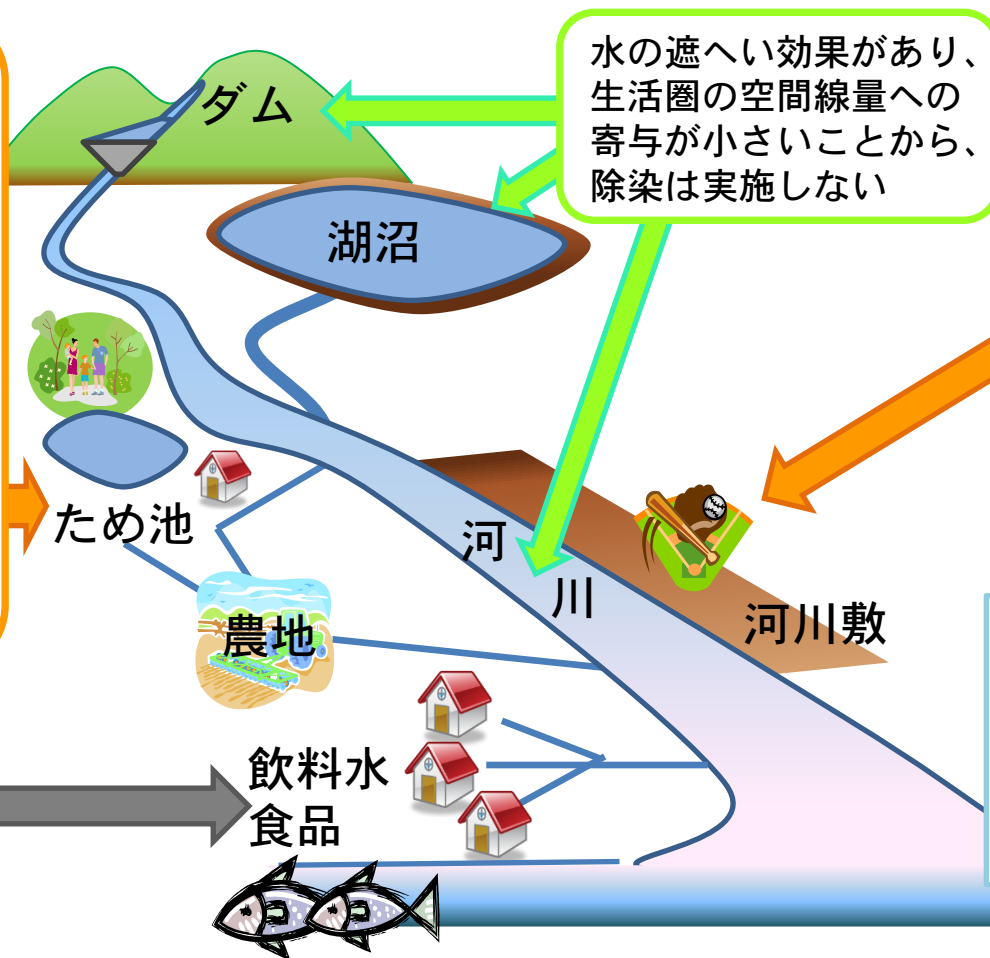 水の遮へい効果があり、
生活圏の空間線量への
寄与が小さいことから、
除染は実施しない
ダム
湖沼
ため池
河
川
河川敷
農地
飲料水
食品